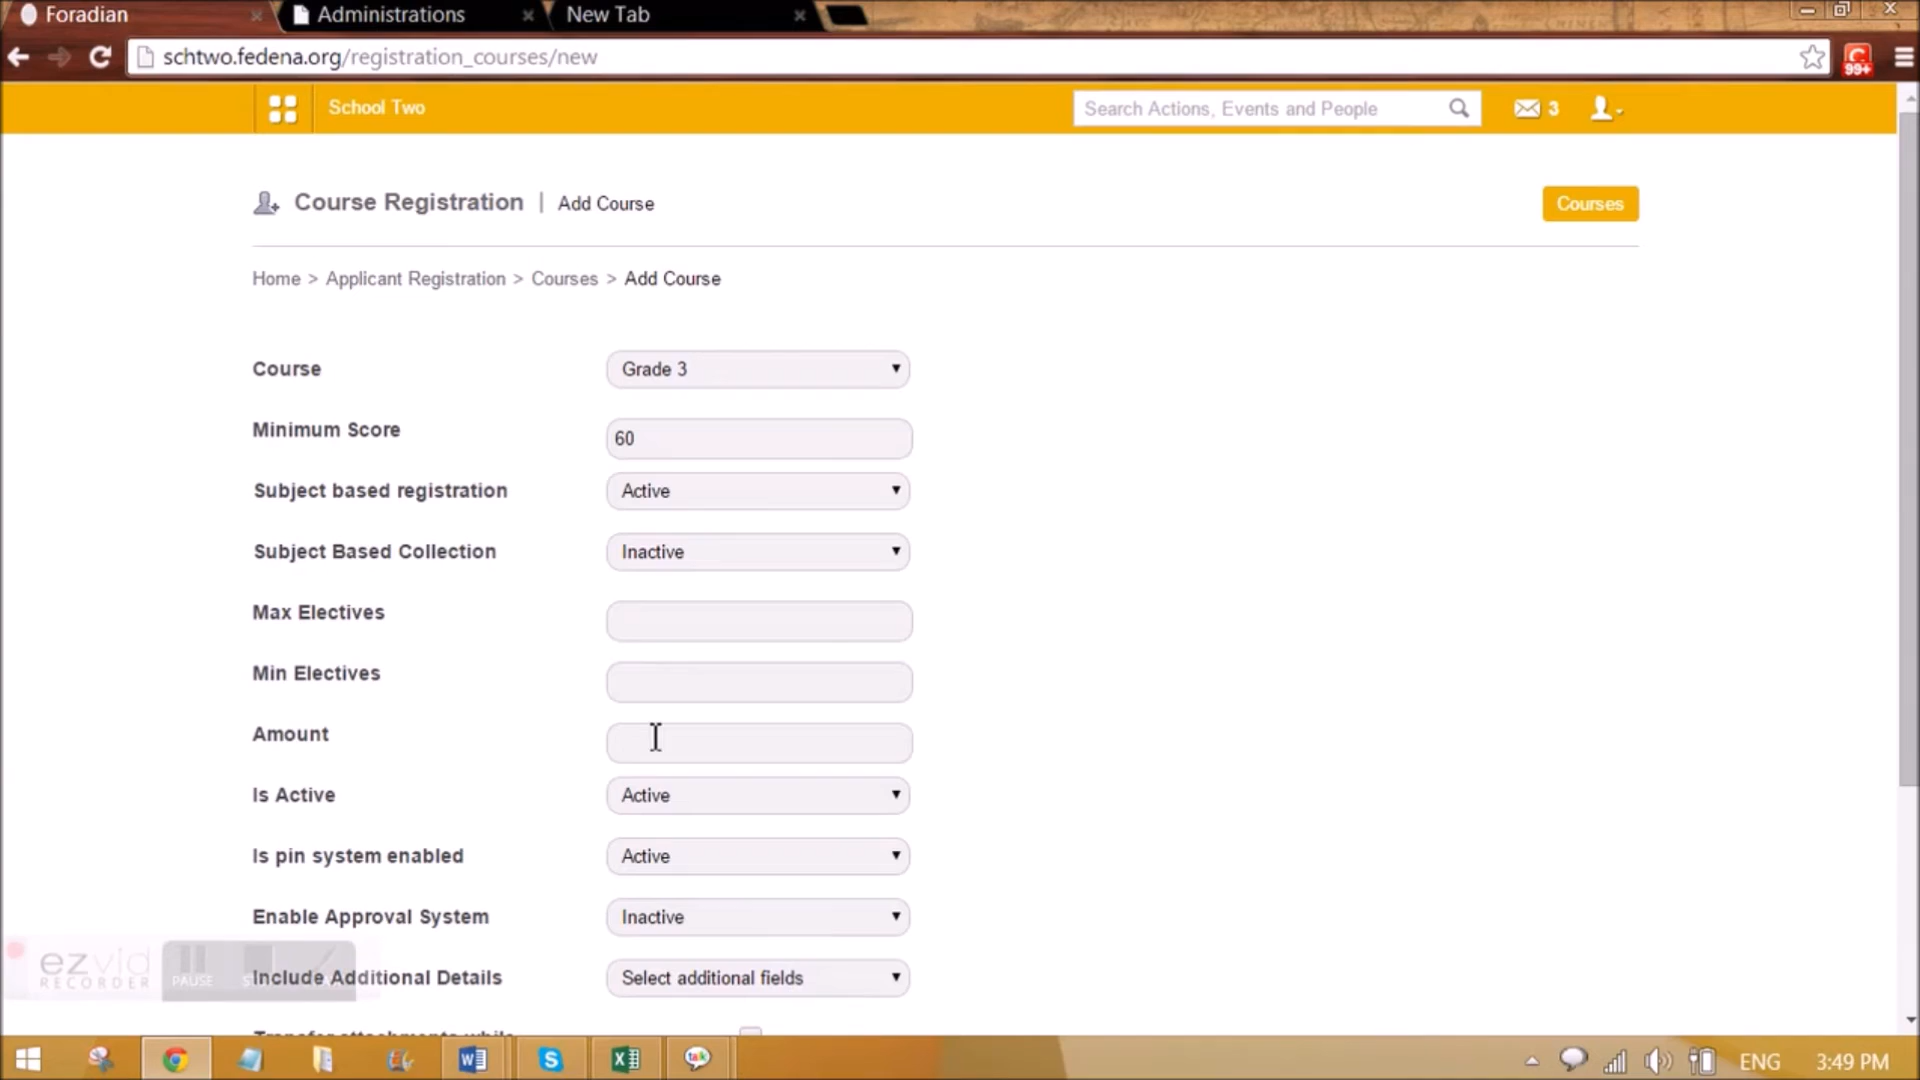 Foradian
Administrations
New Tab
schtwo.fedena.org/registration_courses/new
99+
School Two
Search Actions, Events and People
3
Course Registration | Add Course
Courses
Home > Applicant Registration > Courses > Add Course
Course
Grade 3
Minimum Score
60
Subject based registration
Active
Subject Based Collection
Inactive
Max Electives
Min Electives
Amount
Is Active
Active
Is pin system enabled
Active
Enable Approval System
Inactive
ezvid
RECORDER
PAUSE
Include Additional Details
Select additional fields
talk
ENG
3:49 PM